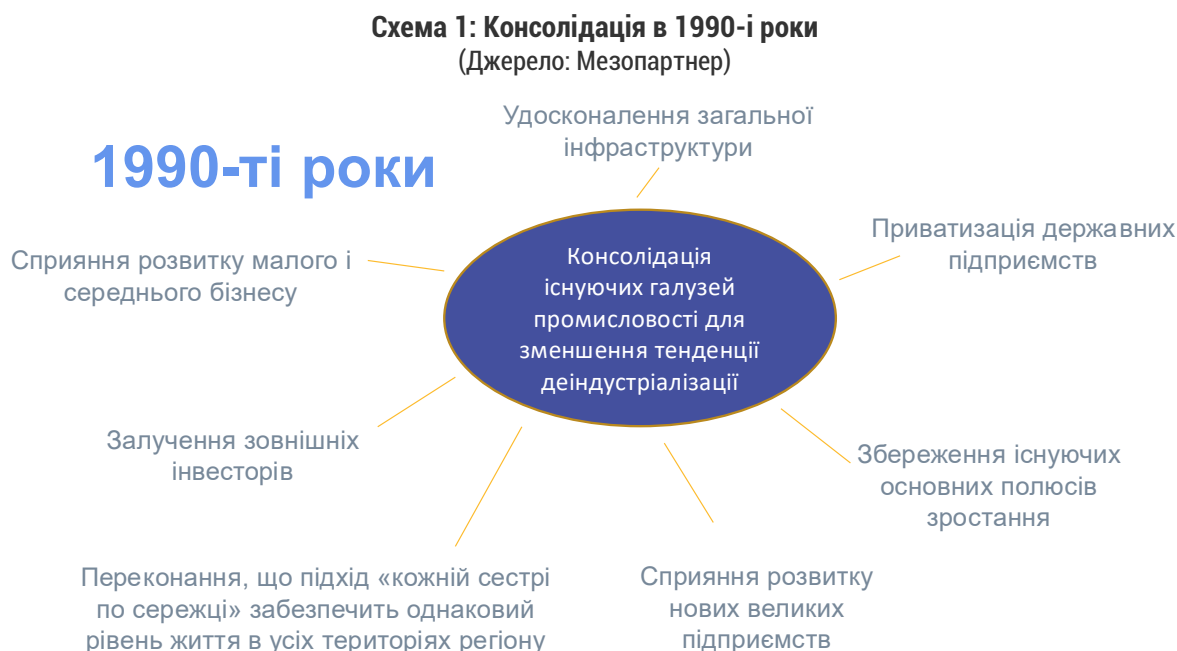 Схема 1: Консолідація в 1990-і роки
(Джерело: Мезопартнер)
1990-ті роки
Удосконалення загальної
інфраструктури
Приватизація державних
підприємств
Сприяння розвитку малого і
середнього бізнесу
Консолідація
існуючих галузей
промисловості для
зменшення тенденції
деіндустріалізації
Залучення зовнішніх
інвесторів
Збереження існуючих
основних полюсів
зростання
Переконання, що підхід «кожній сестрі
по сережці» забезпечить однаковий
рівень життя в усіх територіях регіону
Сприяння розвитку
нових великих
підприємств